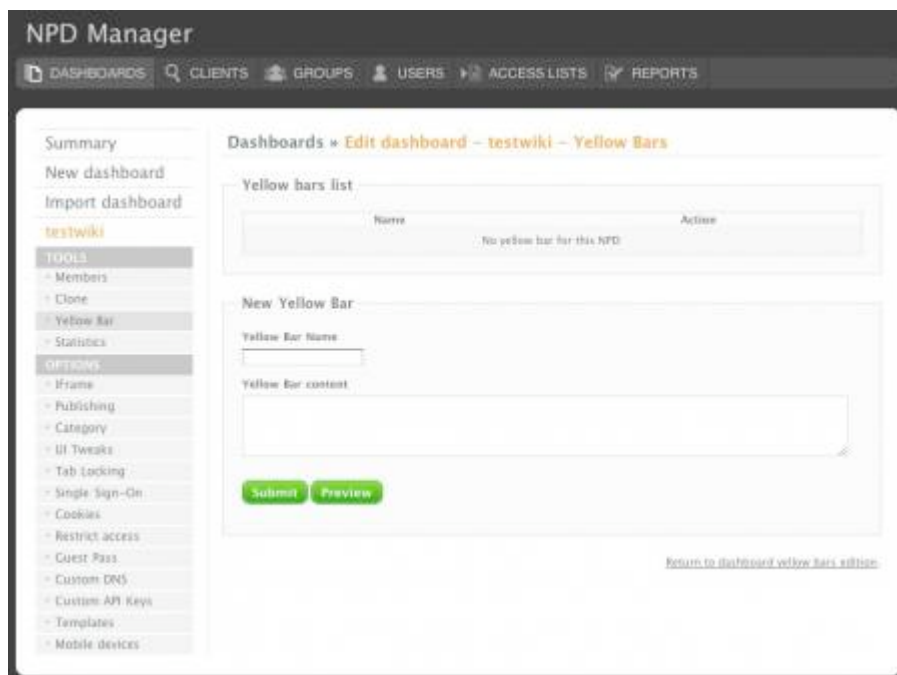 NPD Manager
DASHBOARDS CLIENTS GROUPS USERS ACCESS LISTS REPORTS
Summary
New dashboard
Import dashboard
testwiki
TOOLS
Members
Clone
Yellow Bar
Statistics
OPTIONS
Iframe
Publishing
Category
UI Tweaks
Tab Locking
Single Sign-On
Cookies
Restrict access
Guest Pass
Custom DNS
Custom API Keys
Templates
Mobile devices
Dashboards » Edit dashboard - testwiki - Yellow Bars
Yellow bars list
Name Action
No yellow bar for this NPD
New Yellow Bar
Yellow Bar Name
Yellow Bar content
Submit Preview
Return to dashboard yellow bars edition